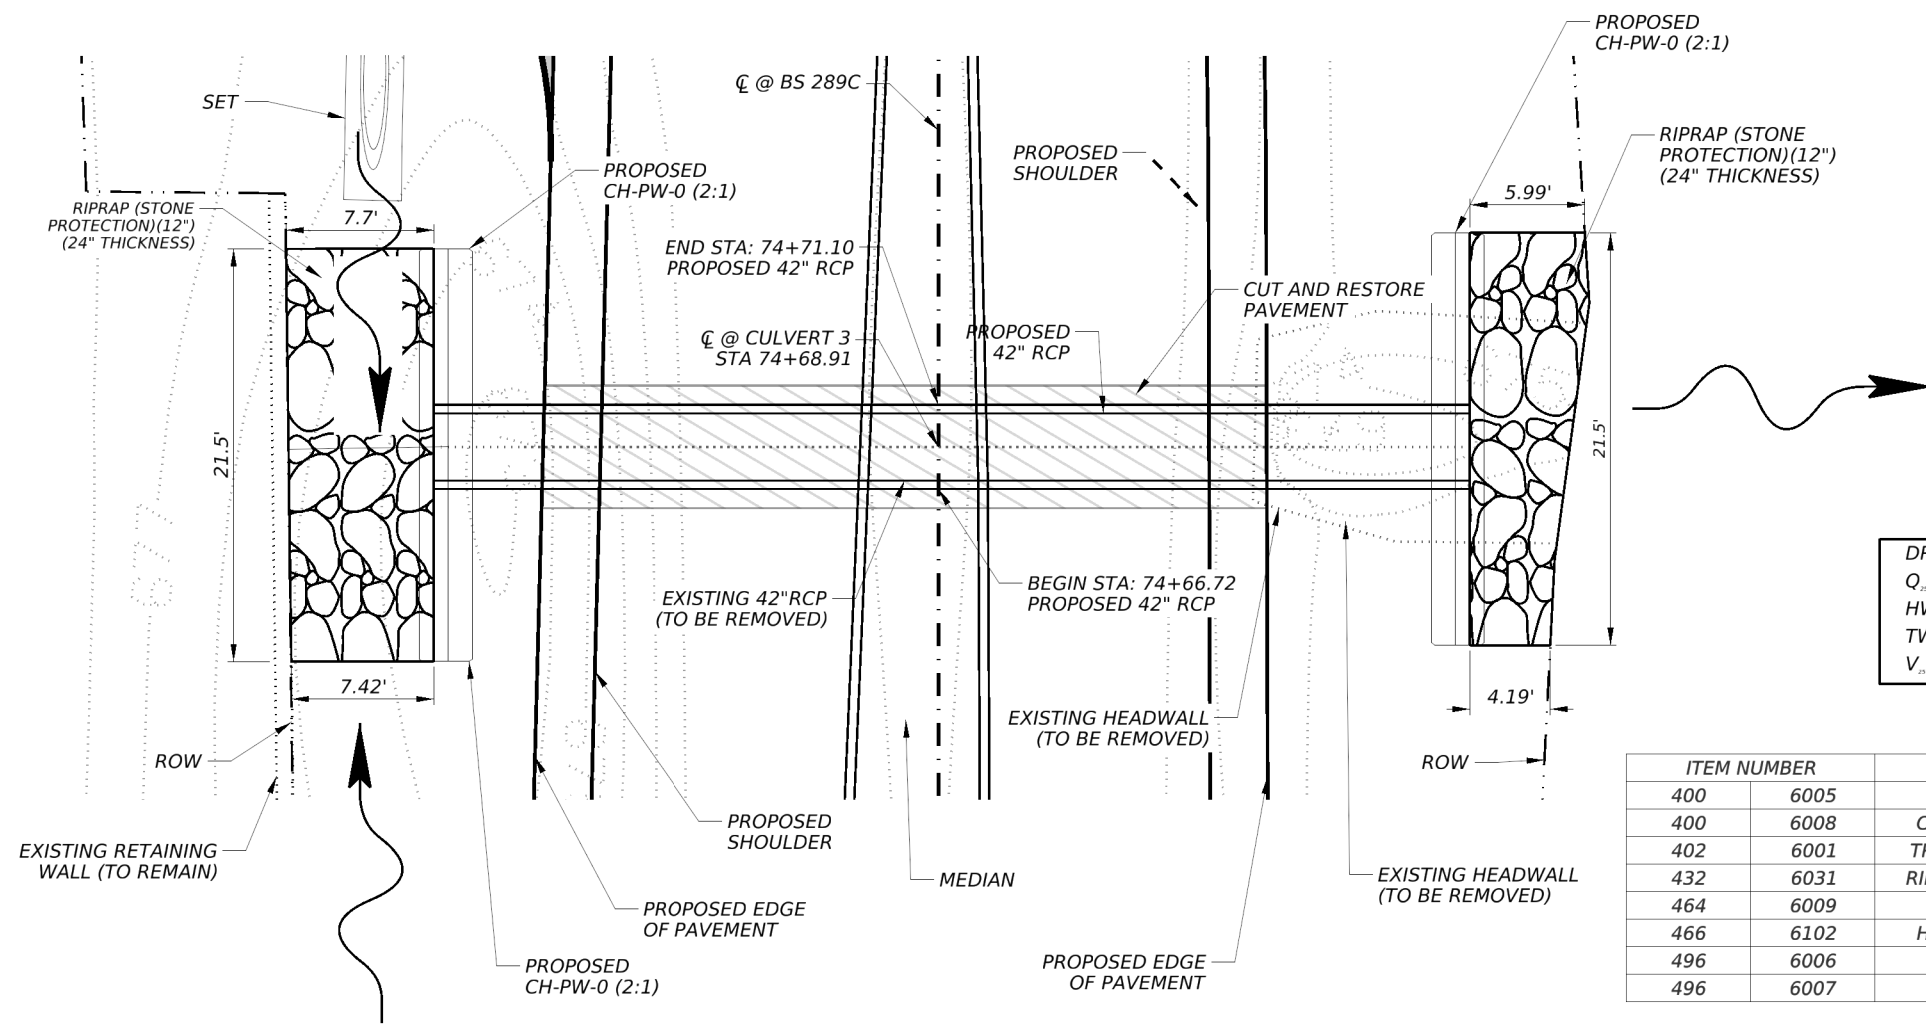 PROPOSED
CH-PW-0 (2:1)
SET
℄ @ BS 289C
RIPRAP (STONE
PROTECTION)(12")
(24" THICKNESS)
PROPOSED
SHOULDER
PROPOSED
CH-PW-0 (2:1)
RIPRAP (STONE
PROTECTION)(12")
(24" THICKNESS)
7.7'
5.99'
END STA: 74+71.10
PROPOSED 42" RCP
CUT AND RESTORE
PAVEMENT
℄ @ CULVERT 3
STA 74+68.91
PROPOSED
42" RCP
21.5'
21.5'
EXISTING 42"RCP
(TO BE REMOVED)
BEGIN STA: 74+66.72
PROPOSED 42" RCP
7.42'
4.19'
EXISTING HEADWALL
(TO BE REMOVED)
ROW
ROW
PROPOSED
SHOULDER
EXISTING RETAINING
WALL (TO REMAIN)
MEDIAN
EXISTING HEADWALL
(TO BE REMOVED)
PROPOSED EDGE
OF PAVEMENT
PROPOSED
CH-PW-0 (2:1)
PROPOSED EDGE
OF PAVEMENT
ITEM NUMBER
400 6005
400 6008
402 6001
432 6031
464 6009
466 6102
496 6006
496 6007